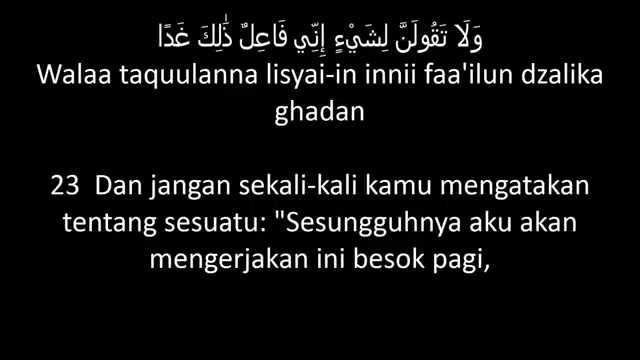 وَلَا تَقُولَنَّ لِشَيْءٍ إِنِّي فَاعِلٌ ذَٰلِكَ غَدًا
Walaa taquulanna lisyai-in innii faa'ilun dzalika
ghadan
23 Dan jangan sekali-kali kamu mengatakan
tentang sesuatu: "Sesungguhnya aku akan
mengerjakan ini besok pagi,